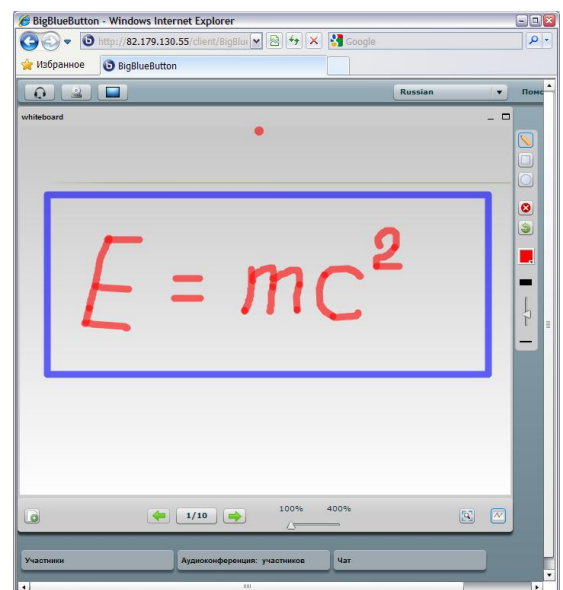 BigBlueButton - Windows Internet Explorer
http://82.179.130.55/client/BigBlu Google
Избранное BigBlueButton
Russian
whiteboard
E = mc²
1/10 100% 400%
Участники Аудиоконференция: участников Чат